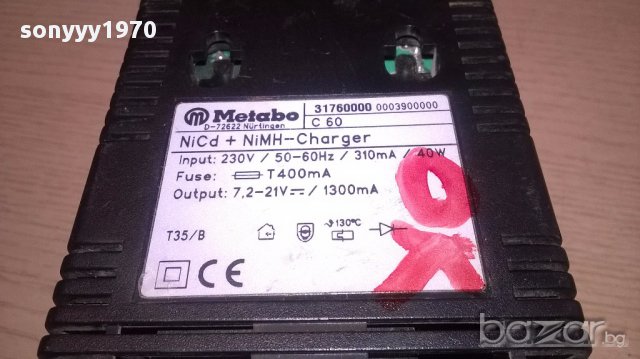 sonyyy1970
Metabo
D-72622 Nürtingen
31760000 0003900000
C 60
NiCd + NiMH-Charger
Input: 230V / 50-60Hz / 310mA / 40W
Fuse: T400mA
Output: 7,2-21V / 1300mA
T35/B
130°C
CE
OK
bazar.bg